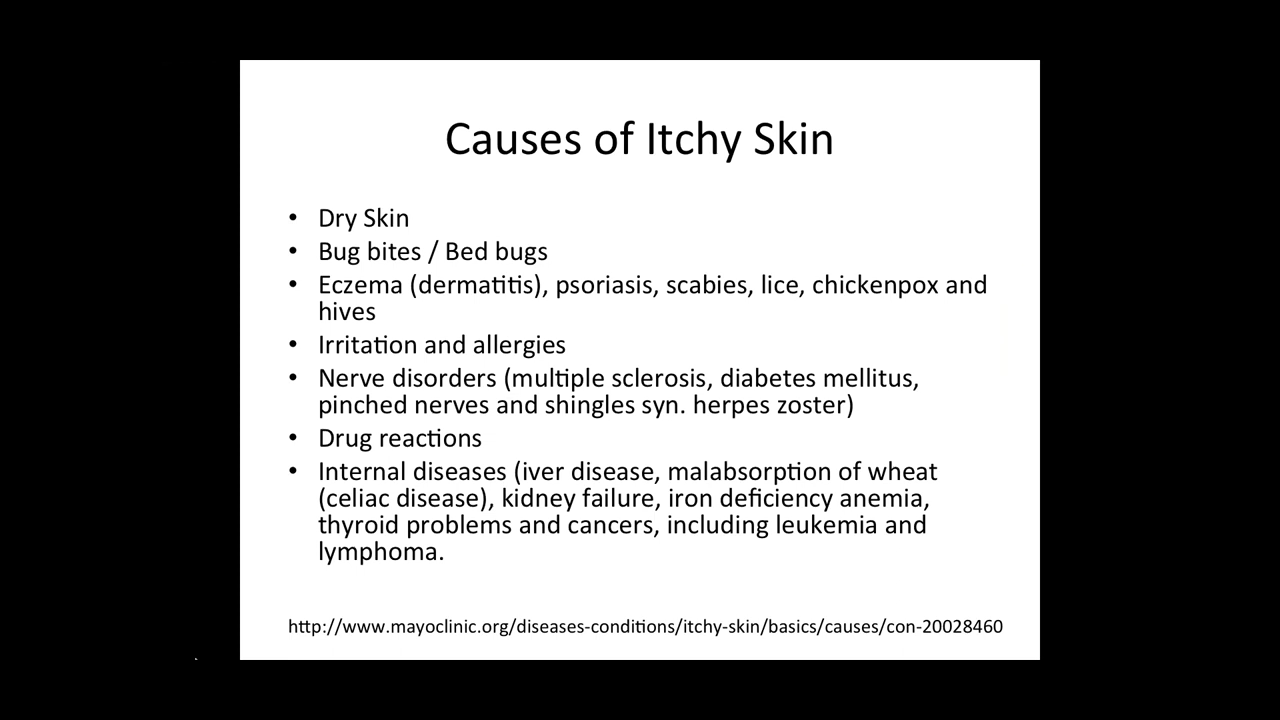 Causes of Itchy Skin
• Dry Skin
• Bug bites / Bed bugs
• Eczema (dermatitis), psoriasis, scabies, lice, chickenpox and
hives
• Irritation and allergies
• Nerve disorders (multiple sclerosis, diabetes mellitus,
pinched nerves and shingles syn. herpes zoster)
• Drug reactions
• Internal diseases (iver disease, malabsorption of wheat
(celiac disease), kidney failure, iron deficiency anemia,
thyroid problems and cancers, including leukemia and
lymphoma.
http://www.mayoclinic.org/diseases-conditions/itchy-skin/basics/causes/con-20028460